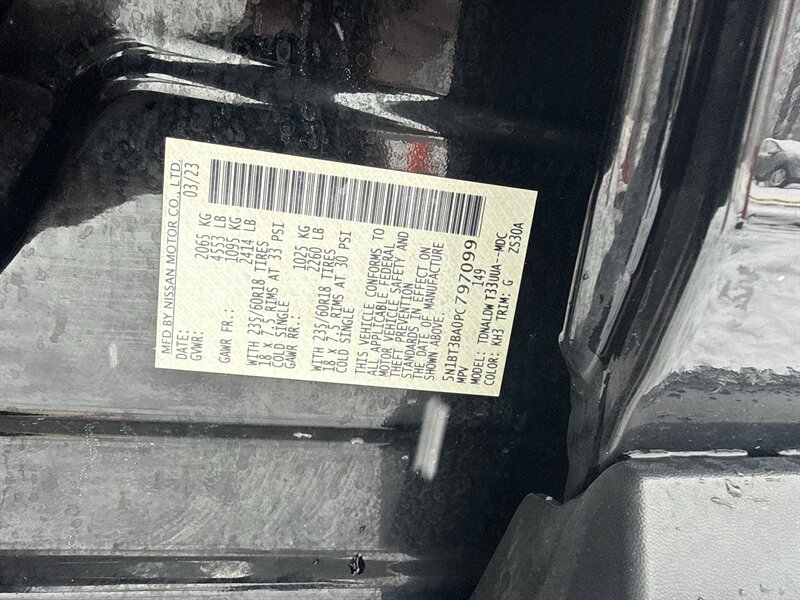 MFD BY NISSAN MOTOR CO., LTD.
DATE: 03/23
GVWR: 2065 KG
4553 LB
GAWR FR.: 1095 KG
2414 LB
WITH 235/60R18 TIRES
18 X 7.5 RIMS AT 33 PSI
COLD SINGLE
GAWR RR.: 1025 KG
2260 LB
WITH 235/60R18 TIRES
18 X 7.5 RIMS AT 30 PSI
COLD SINGLE
THIS VEHICLE CONFORMS TO
ALL APPLICABLE FEDERAL
MOTOR VEHICLE SAFETY AND
THEFT PREVENTION
STANDARDS IN EFFECT ON
THE DATE OF MANUFACTURE
SHOWN ABOVE.
5N1BT3BA0PC797099
MPV 149
MODEL: TDNALDWT33UUA--MDC
COLOR: KH3 TRIM: G ZS30A